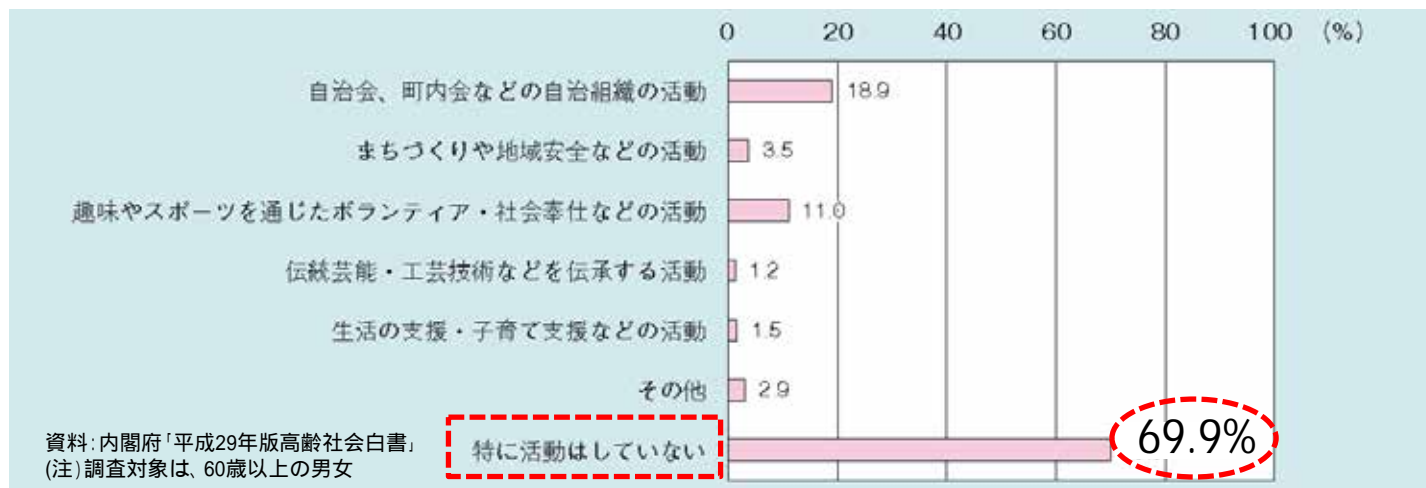 0 20 40 60 80 100 (%)
自治会、町内会などの自治組織の活動 18.9
まちづくりや地域安全などの活動 3.5
趣味やスポーツを通じたボランティア・社会奉仕などの活動 11.0
伝統芸能・工芸技術などを伝承する活動 1.2
生活の支援・子育て支援などの活動 1.5
その他 2.9
特に活動はしていない 69.9%
資料:内閣府「平成29年版高齢社会白書」
(注)調査対象は、60歳以上の男女